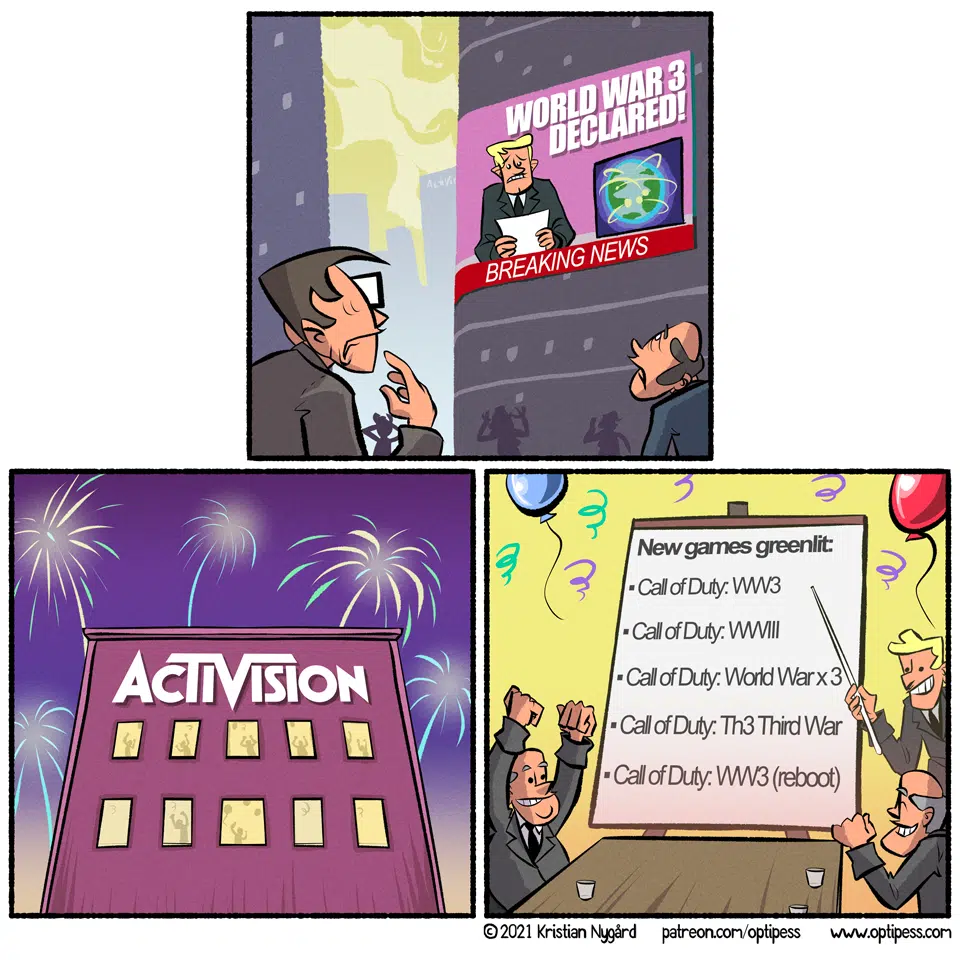 WORLD WAR 3
DECLARED!
BREAKING NEWS
ACTIVISION
New games greenlit:
▪ Call of Duty: WW3
▪ Call of Duty: WWIII
▪ Call of Duty: World War x 3
▪ Call of Duty: Th3 Third War
▪ Call of Duty: WW3 (reboot)
© 2021 Kristian Nygård patreon.com/optipess www.optipess.com